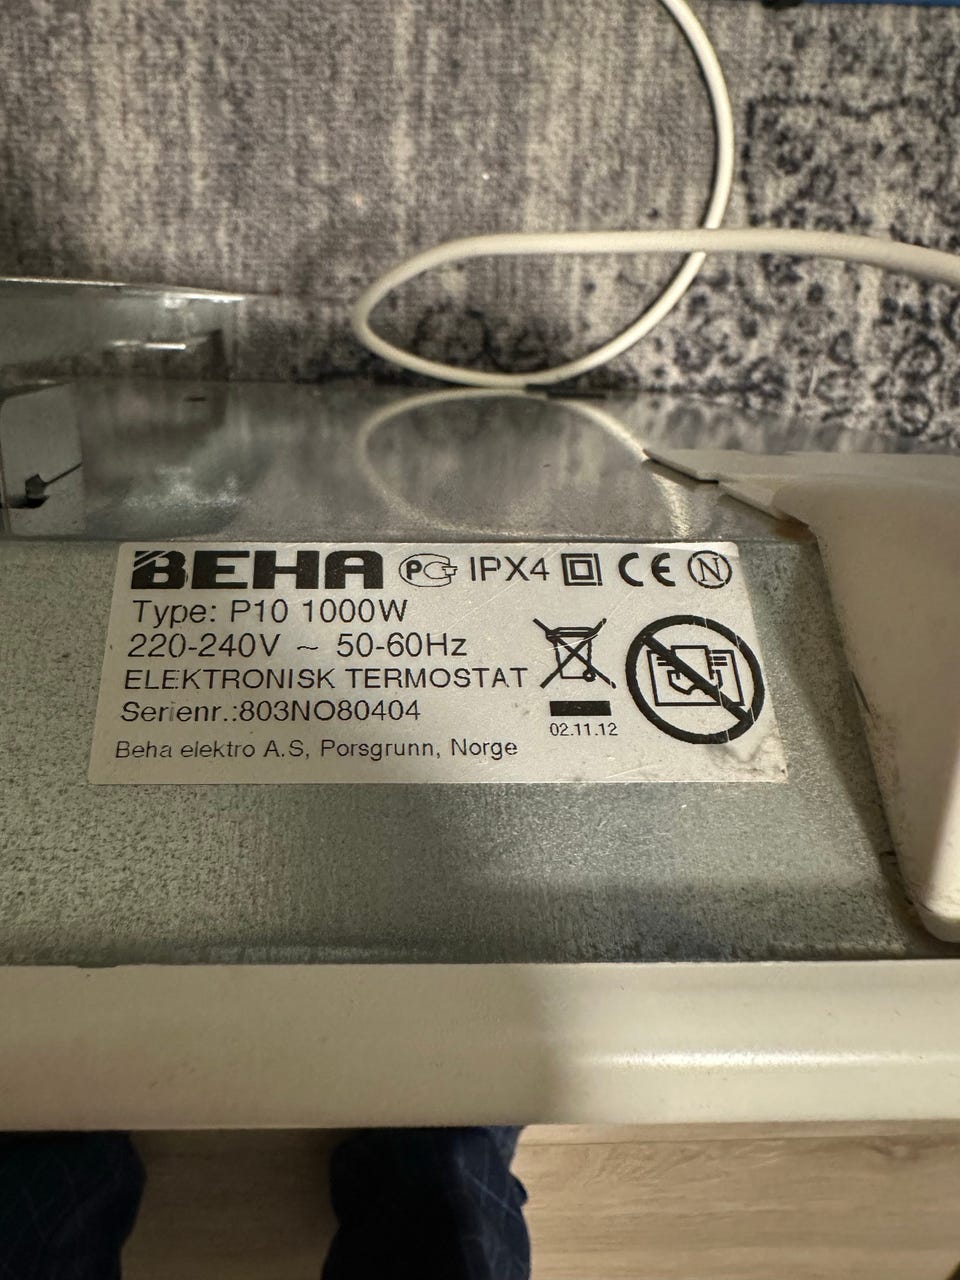 BEHA PG IPX4 CE N
Type: P10 1000W
220-240V ~ 50-60Hz
ELEKTRONISK TERMOSTAT
Serienr.:803NO80404
02.11.12
Beha elektro A.S, Porsgrunn, Norge